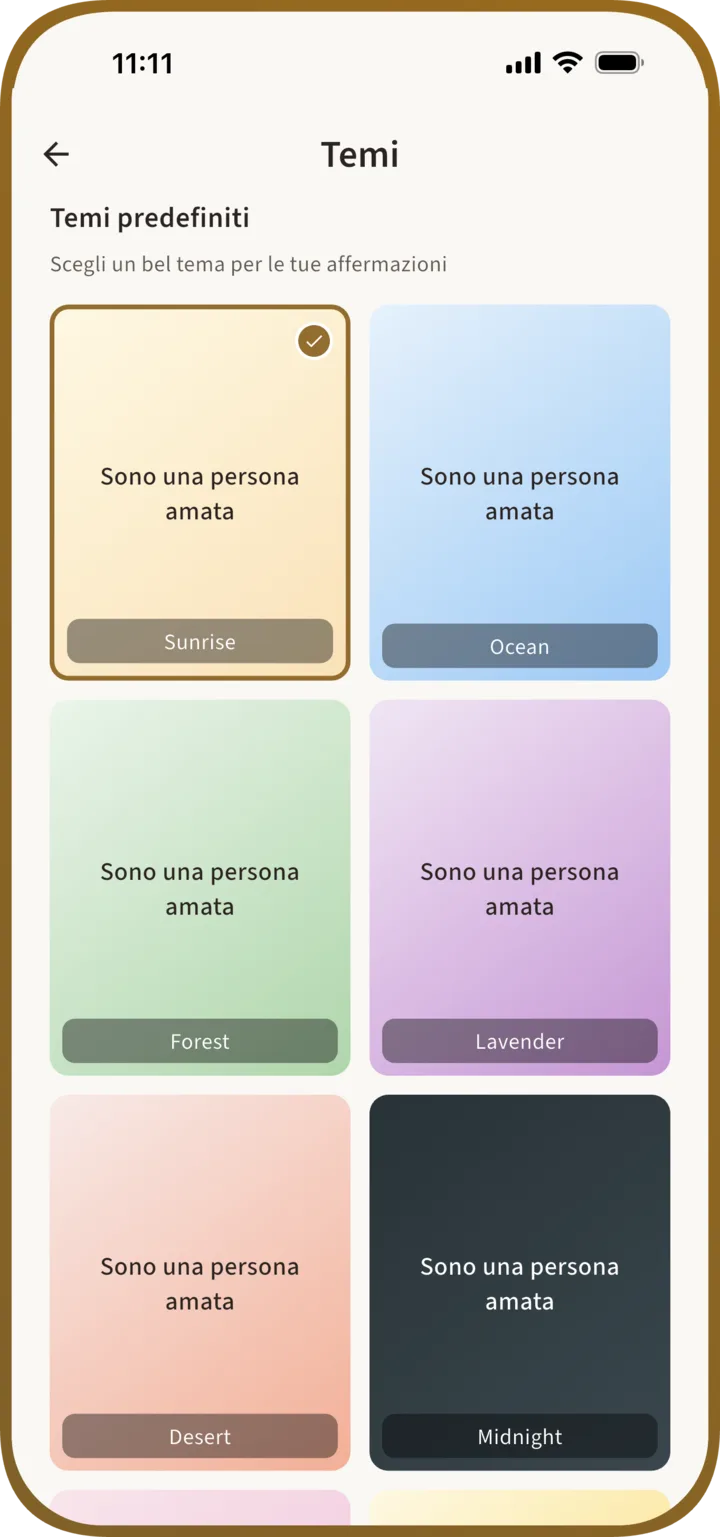 11:11
Temi
Temi predefiniti
Scegli un bel tema per le tue affermazioni
Sono una persona
amata
Sunrise
Sono una persona
amata
Ocean
Sono una persona
amata
Forest
Sono una persona
amata
Lavender
Sono una persona
amata
Desert
Sono una persona
amata
Midnight